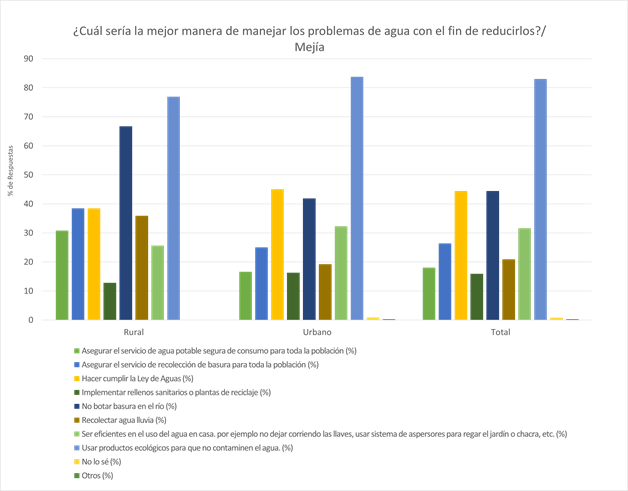 ¿Cuál sería la mejor manera de manejar los problemas de agua con el fin de reducirlos?/
Mejía
% de Respuestas
90
80
70
60
50
40
30
20
10
0
Rural
Urbano
Total
Asegurar el servicio de agua potable segura de consumo para toda la población (%)
Asegurar el servicio de recolección de basura para toda la población (%)
Hacer cumplir la Ley de Aguas (%)
Implementar rellenos sanitarios o plantas de reciclaje (%)
No botar basura en el río (%)
Recolectar agua lluvia (%)
Ser eficientes en el uso del agua en casa. por ejemplo no dejar corriendo las llaves, usar sistema de aspersores para regar el jardín o chacra, etc. (%)
Usar productos ecológicos para que no contaminen el agua. (%)
No lo sé (%)
Otros (%)